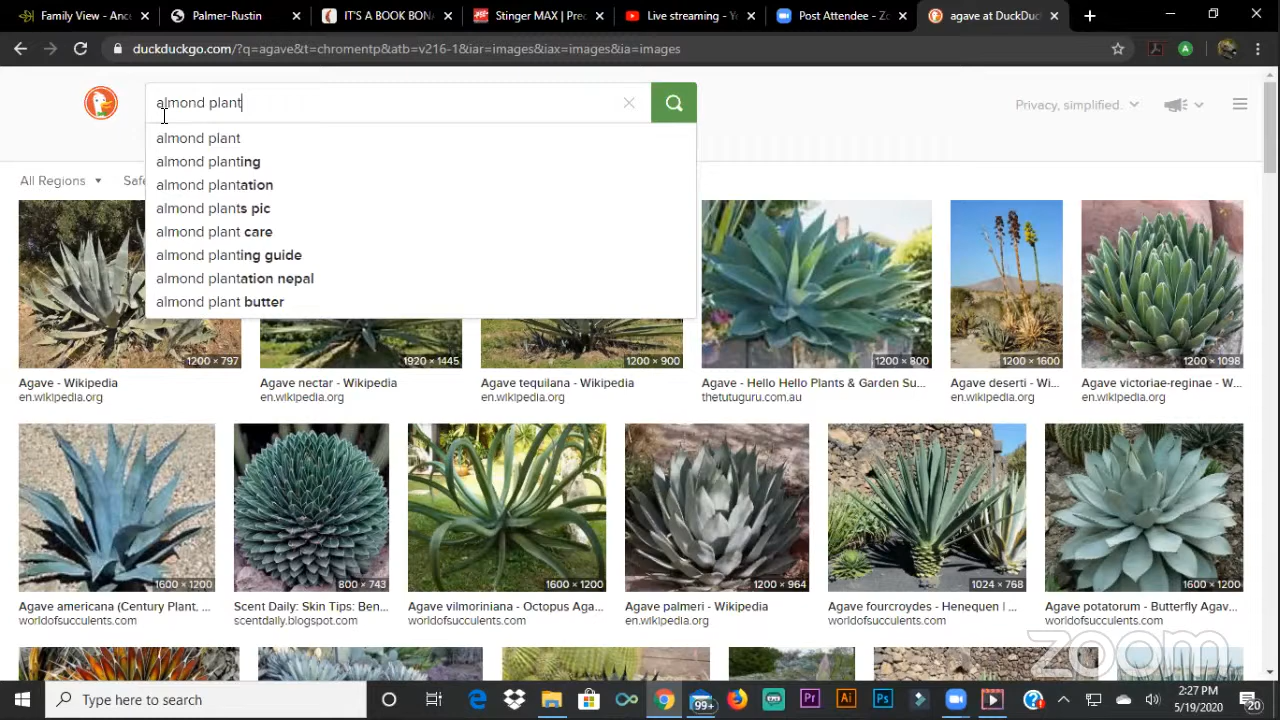 Family View - Ance
Palmer-Rustin
IT'S A BOOK BON
Stinger MAX | Prec
Live streaming - Yo
Post Attendee - Zo
agave at DuckDuc
duckduckgo.com/?q=agave&t=chromentp&atb=v216-1&iar=images&iax=images&ia=images
almond plant
Privacy, simplified.
almond plant
almond planting
almond plantation
almond plants pic
almond plant care
almond planting guide
almond plantation nepal
almond plant butter
All Regions
Safe
1200 × 797
1920 × 1445
1200 × 900
1200 × 800
1200 × 1600
1200 × 1098
Agave - Wikipedia
Agave nectar - Wikipedia
Agave tequilana - Wikipedia
Agave - Hello Hello Plants & Garden Su...
Agave deserti - Wi...
Agave victoriae-reginae - W...
en.wikipedia.org
en.wikipedia.org
en.wikipedia.org
thetutuguru.com.au
en.wikipedia.org
en.wikipedia.org
1600 × 1200
800 × 743
1600 × 1200
1200 × 964
1024 × 768
1600 × 1200
Agave americana (Century Plant, ...
Scent Daily: Skin Tips: Ben...
Agave vilmoriniana - Octopus Aga...
Agave palmeri - Wikipedia
Agave fourcroydes - Henequen | ...
Agave potatorum - Butterfly Agav...
worldofsucculents.com
scentdaily.blogspot.com
worldofsucculents.com
en.wikipedia.org
worldofsucculents.com
worldofsucculents.com
zoom
Type here to search
99+
Pr
Ai
Ps
2:27 PM
5/19/2020
20